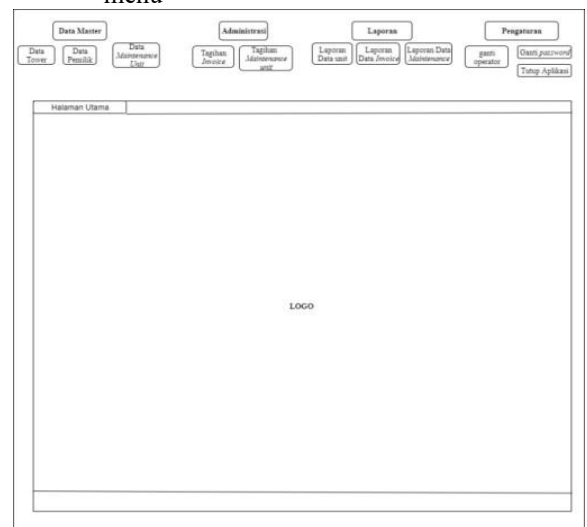 menu
Data Master
Administrasi
Laporan
Pengaturan
Data
Tower
Data
Pemilik
Data
Maintenance
Unit
Tagihan
Invoice
Tagihan
Maintenance
unit
Laporan
Data unit
Laporan
Data Invoice
Laporan Data
Maintenance
ganti
operator
Ganti password
Tutup Aplikasi
Halaman Utama
LOGO